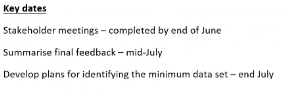 Key dates
Stakeholder meetings – completed by end of June
Summarise final feedback – mid-July
Develop plans for identifying the minimum data set – end July